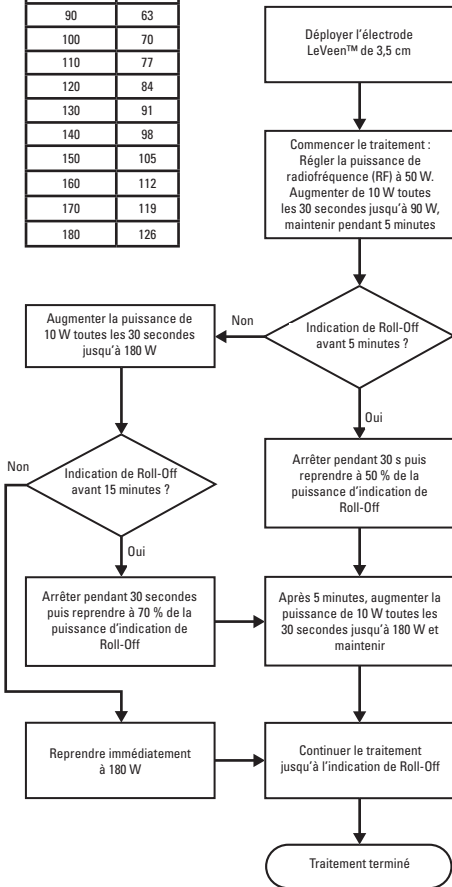 90 63
100 70
110 77
120 84
130 91
140 98
150 105
160 112
170 119
180 126
Déployer l'électrode
LeVeen™ de 3,5 cm
Commencer le traitement :
Régler la puissance de
radiofréquence (RF) à 50 W.
Augmenter de 10 W toutes
les 30 secondes jusqu'à 90 W,
maintenir pendant 5 minutes
Indication de Roll-Off
avant 5 minutes ?
Non
Augmenter la puissance de
10 W toutes les 30 secondes
jusqu'à 180 W
Oui
Arrêter pendant 30 s puis
reprendre à 50 % de la
puissance d'indication de
Roll-Off
Indication de Roll-Off
avant 15 minutes ?
Non
Oui
Arrêter pendant 30 secondes
puis reprendre à 70 % de la
puissance d'indication de
Roll-Off
Après 5 minutes, augmenter la
puissance de 10 W toutes les
30 secondes jusqu'à 180 W et
maintenir
Reprendre immédiatement
à 180 W
Continuer le traitement
jusqu'à l'indication de Roll-Off
Traitement terminé